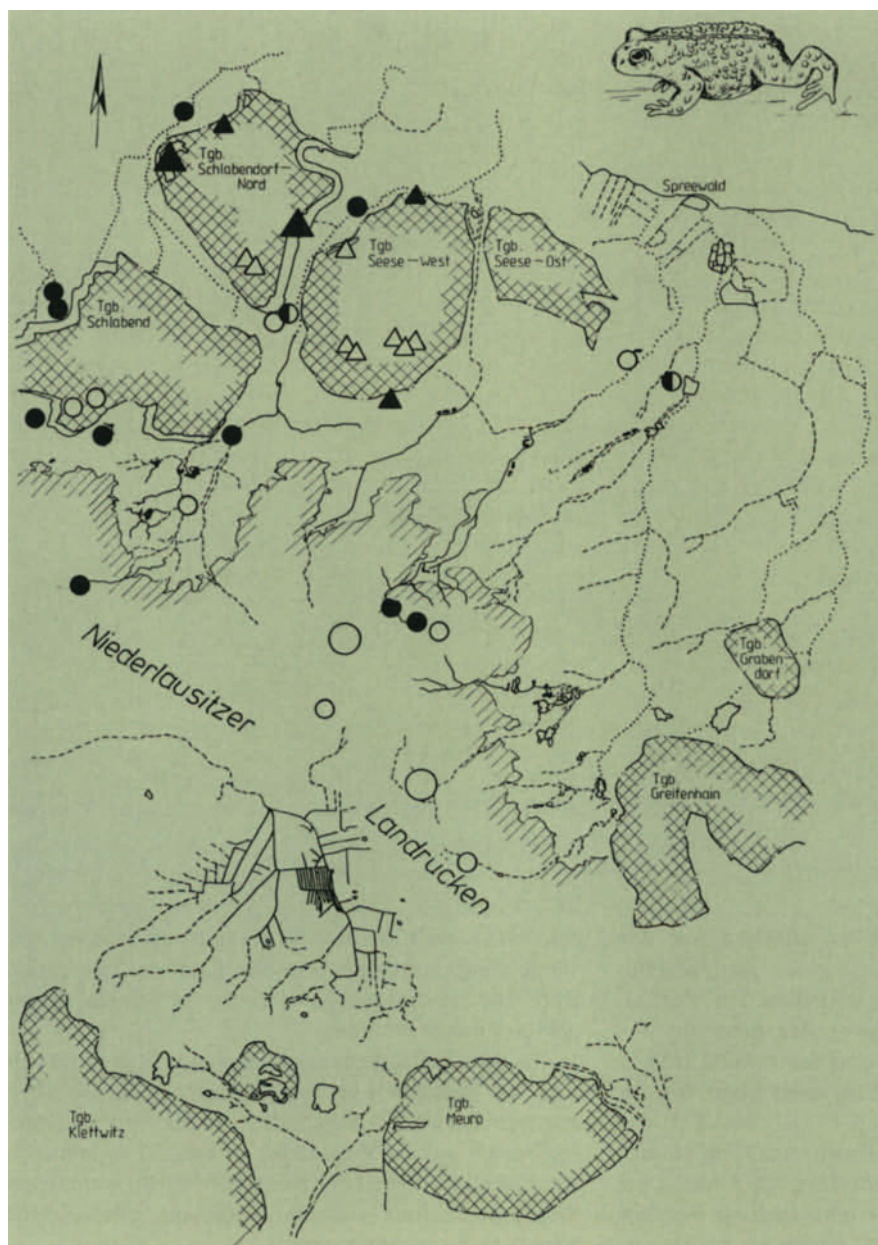 Tgb.
Schlabendorf—
Nord
Spreewald
Tgb
Seese—West
Tgb.
Seese—Ost
Tgb.
Schlabend
Niederlausitzer
Tgb.
Graben—
dorf
Tgb
Greifenhain
Landrücken
Tgb.
Klettwitz
Tgb.
Meuro